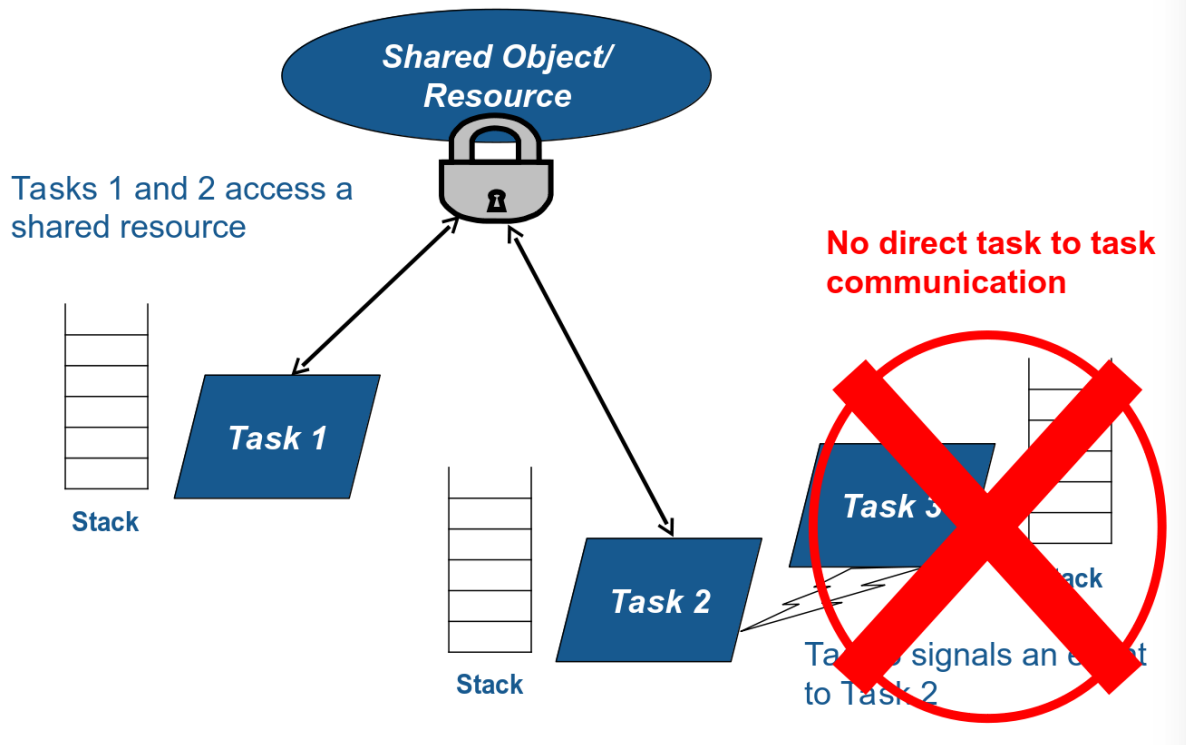 Shared Object/
Resource
Tasks 1 and 2 access a
shared resource
No direct task to task
communication
Task 1
Stack
Task 3
Task 2
Stack
signals an
to Task 2